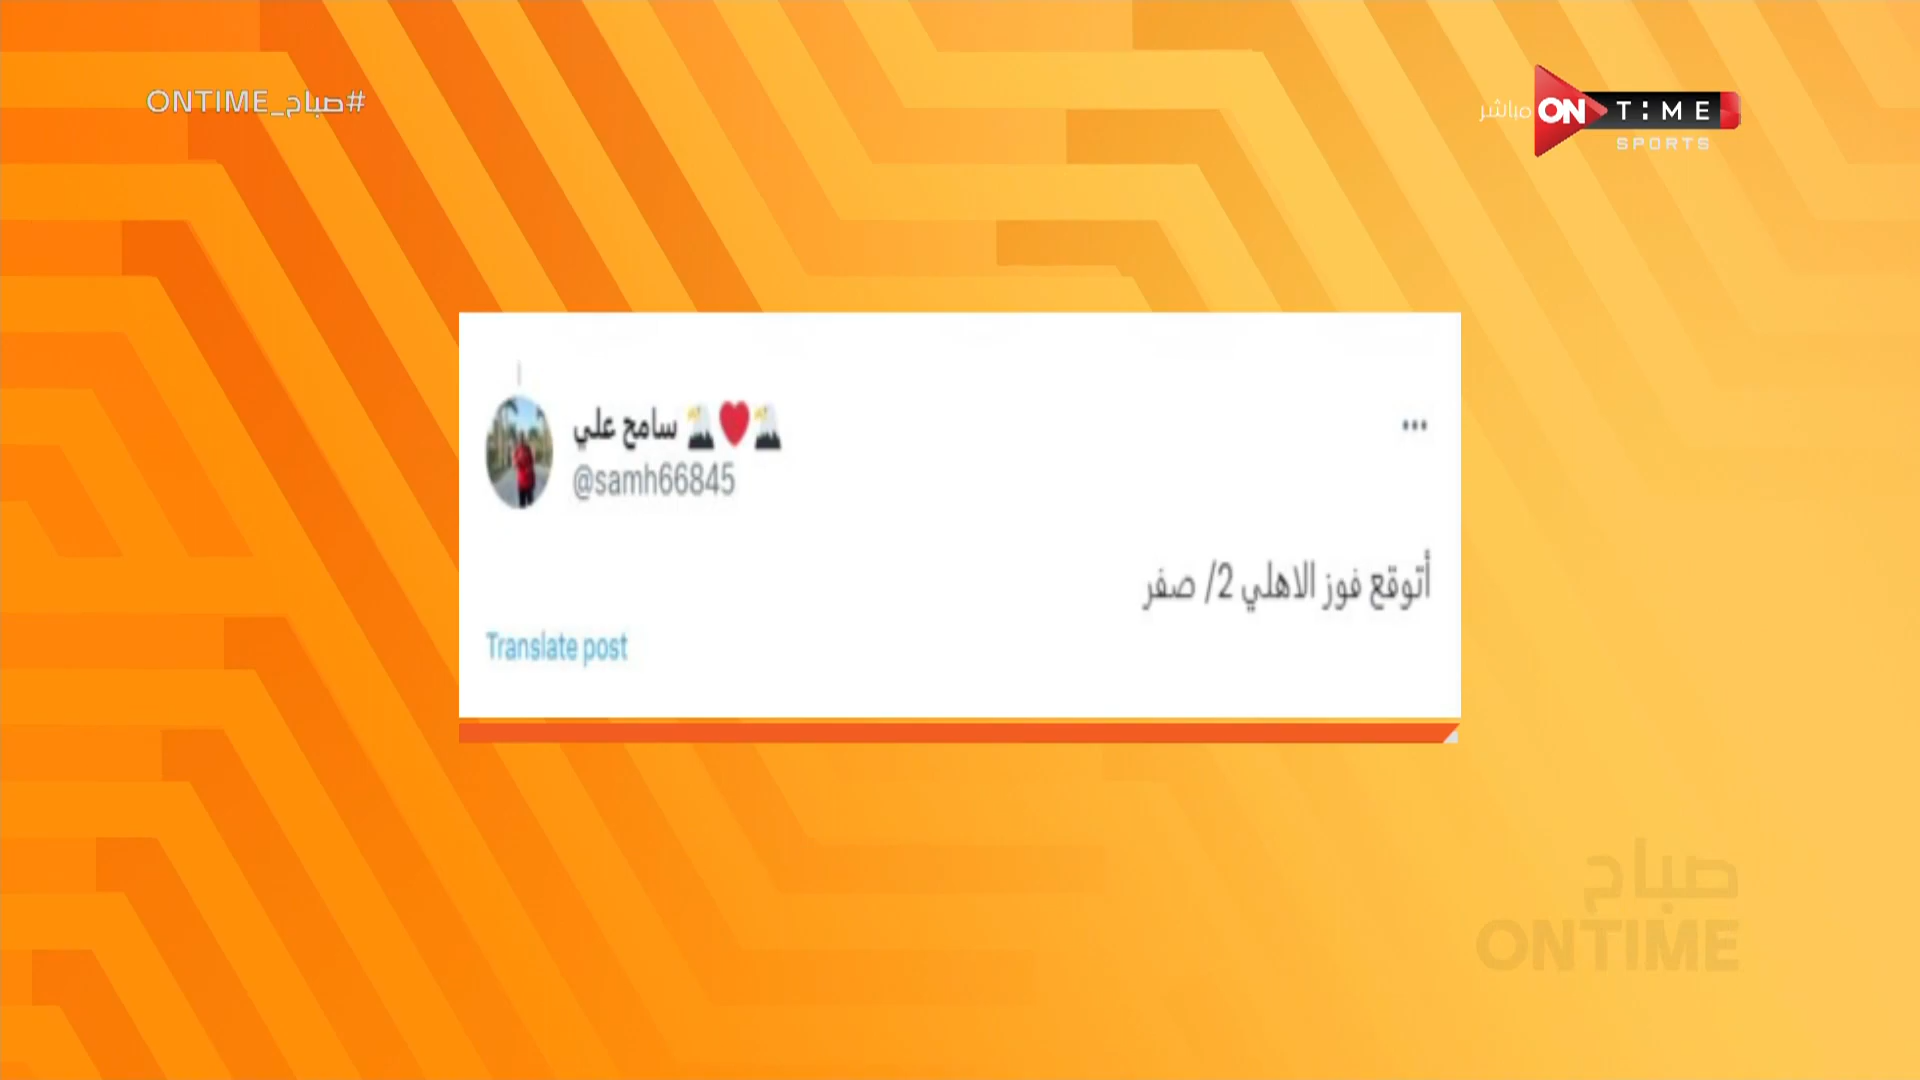 #صباح_ONTIME
مباشر ON TIME
SPORTS
سامح علي
@samh66845
أتوقع فوز الاهلي 2/ صفر
Translate post
صباح
ONTIME